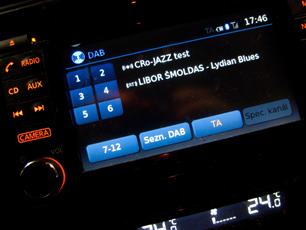 TA 17:46
DAB
CRo-JAZZ test
LIBOR ŠMOLDAS - Lydian Blues
1 2
3 4
5 6
7-12 Sezn. DAB TA Spec. kanál
RADIO
CD AUX
CAMERA
VOL
24.0 24.0